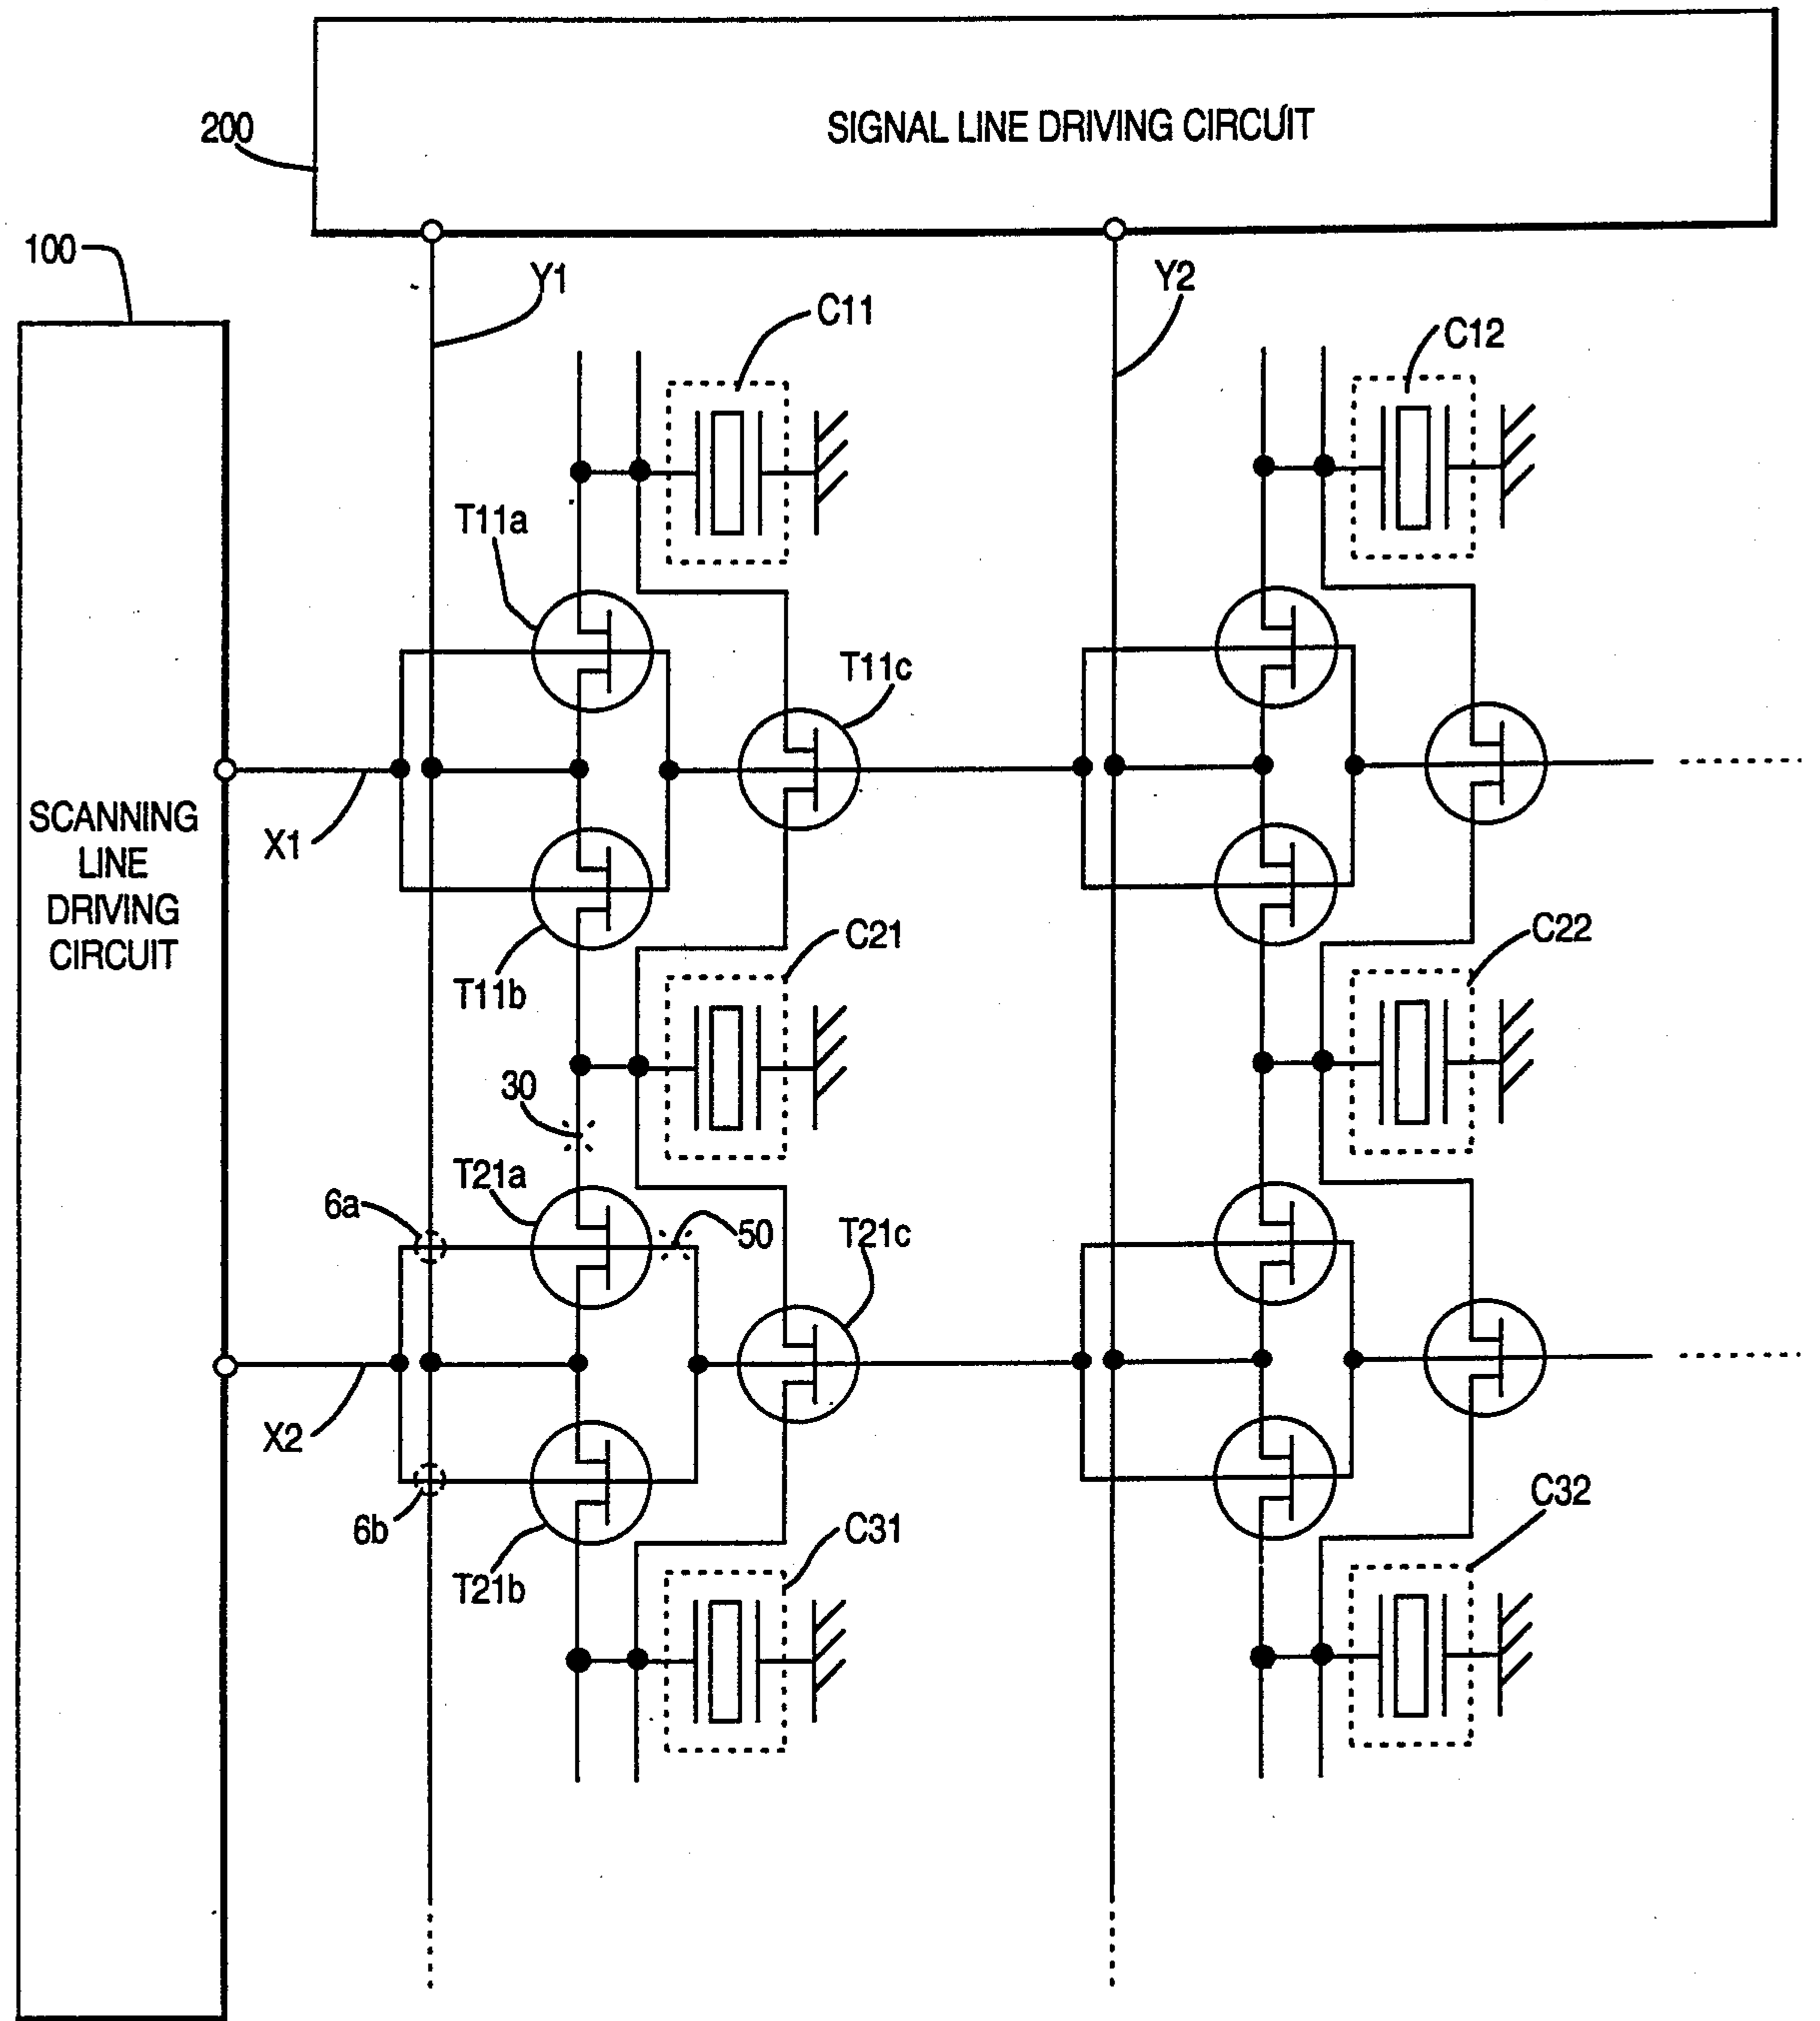 200
SIGNAL LINE DRIVING CIRCUIT
100
Y1
Y2
C11
C12
T11a
T11c
SCANNING
LINE
DRIVING
CIRCUIT
X1
T11b
C21
C22
30
T21a
6a
50
T21c
X2
6b
T21b
C31
C32